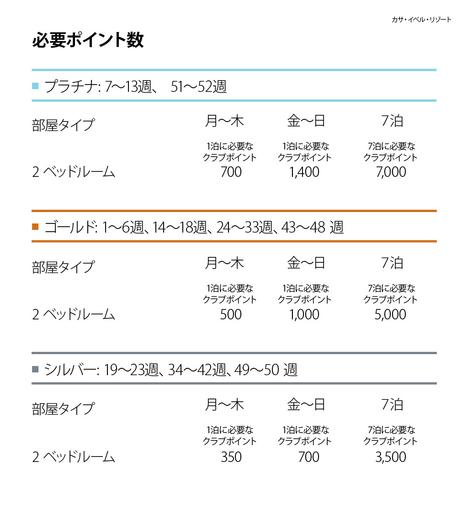 カサ・イベル・リゾート
必要ポイント数
プラチナ: 7〜13週、 51〜52週
部屋タイプ 月〜木 金〜日 7泊
1泊に必要な 1泊に必要な 7泊に必要な
クラブポイント クラブポイント クラブポイント
2 ベッドルーム 700 1,400 7,000
ゴールド: 1〜6週、14〜18週、24〜33週、43〜48 週
部屋タイプ 月〜木 金〜日 7泊
1泊に必要な 1泊に必要な 7泊に必要な
クラブポイント クラブポイント クラブポイント
2 ベッドルーム 500 1,000 5,000
シルバー: 19〜23週、34〜42週、49〜50 週
部屋タイプ 月〜木 金〜日 7泊
1泊に必要な 1泊に必要な 7泊に必要な
クラブポイント クラブポイント クラブポイント
2 ベッドルーム 350 700 3,500